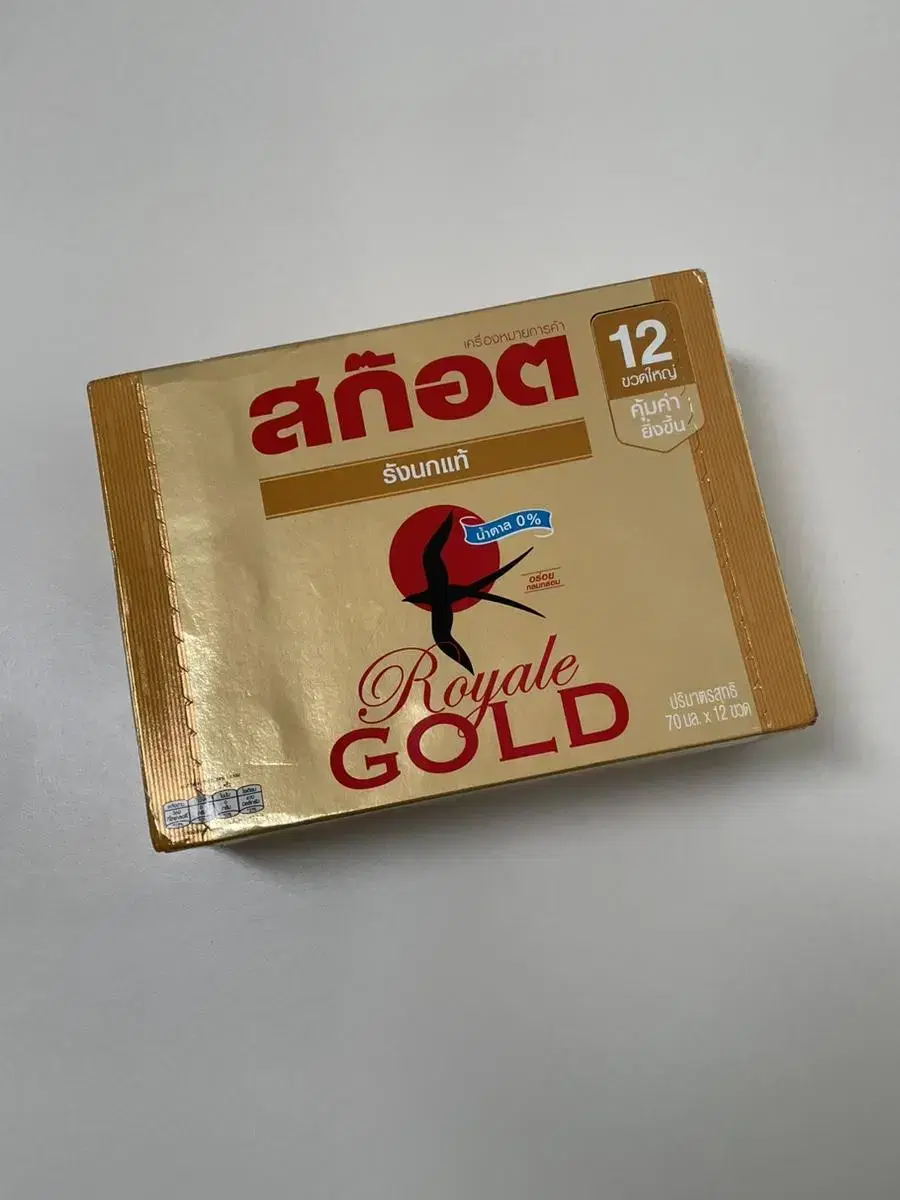 เครื่องหมายการค้า
สก๊อต
รังนกแท้
12
ขวดใหญ่
คุ้มค่า
ยิ่งขึ้น
น้ำตาล 0%
อร่อย
กลมกล่อม
Royale
GOLD
ปริมาตรสุทธิ
70 มล. x 12 ขวด